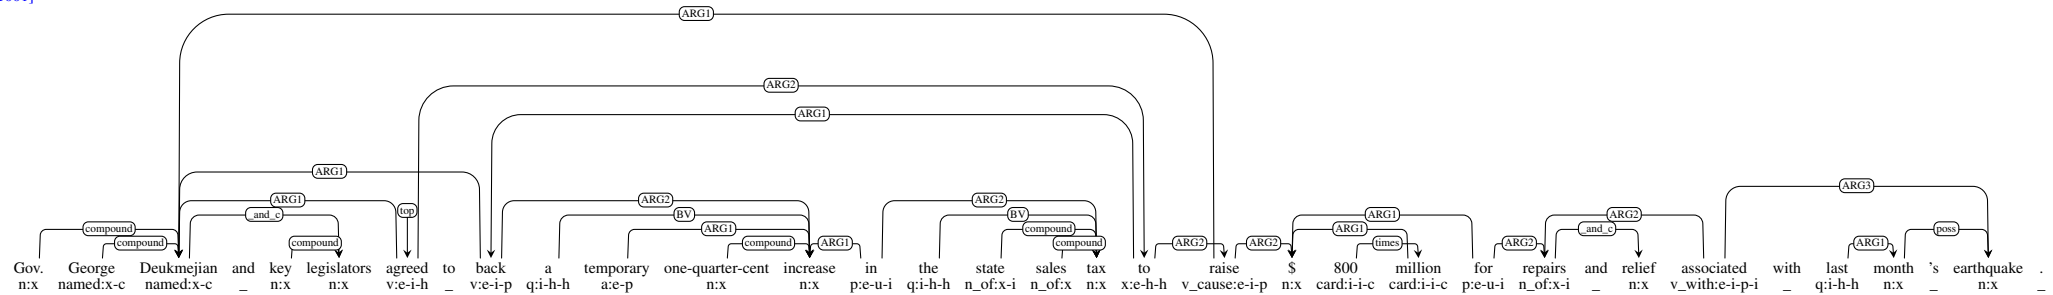 ARG1
ARG2
ARG1
ARG1
ARG1 top ARG2 ARG2 ARG3
_and_c BV BV ARG1 ARG2
compound ARG1 compound ARG1 _and_c poss
compound compound compound ARG1 compound ARG2 ARG2 times ARG2 ARG1
Gov. George Deukmejian and key legislators agreed to back a temporary one-quarter-cent increase in the state sales tax to raise $ 800 million for repairs and relief associated with last month 's earthquake .
n:x named:x-c named:x-c _ n:x n:x v:e-i-h _ v:e-i-p q:i-h-h a:e-p n:x n:x p:e-u-i q:i-h-h n_of:x-i n_of:x n:x x:e-h-h v_cause:e-i-p n:x card:i-i-c card:i-i-c p:e-u-i n_of:x-i _ n:x v_with:e-i-p-i _ q:i-h-h n:x _ n:x _